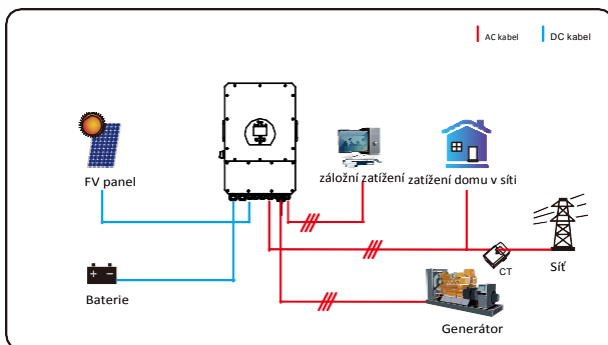 AC kabel
DC kabel
FV panel
záložní zatížení
zatížení domu v síti
CT
Síť
Baterie
Generátor